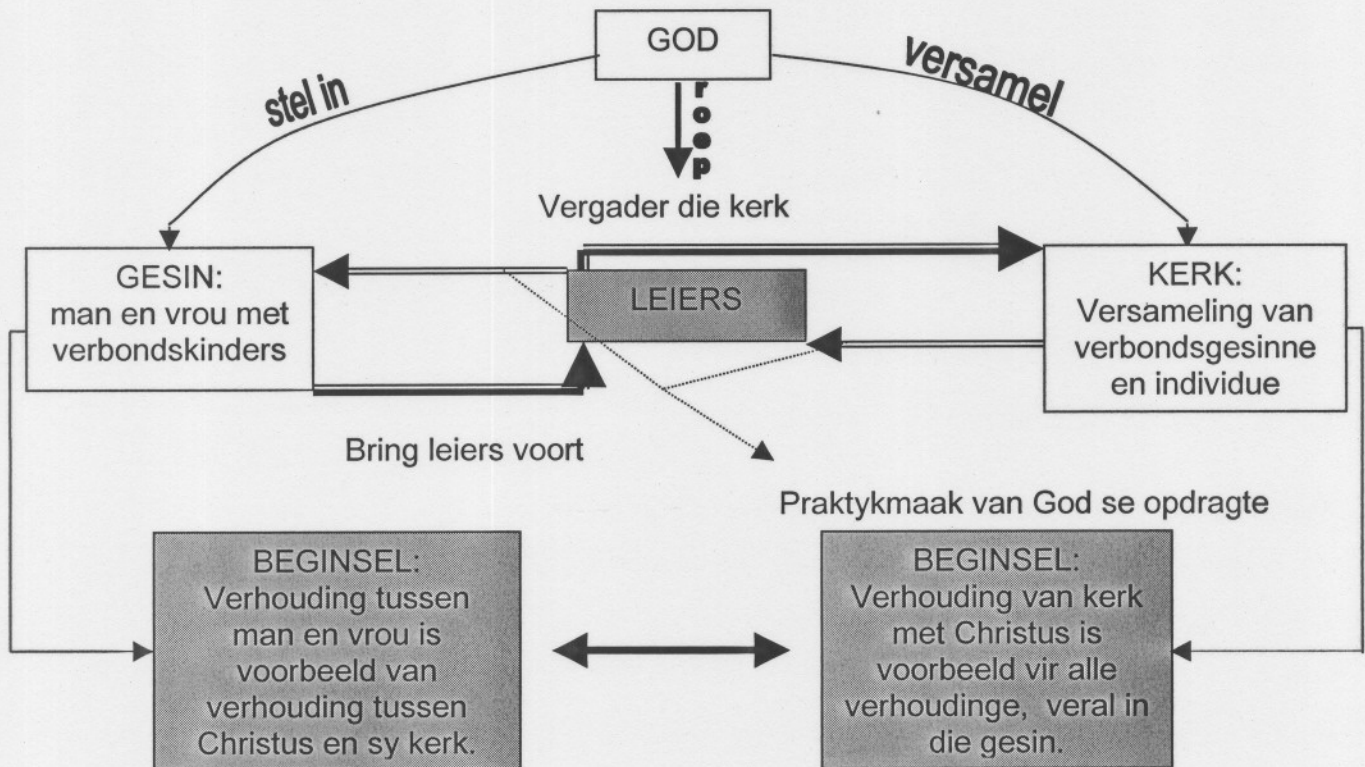 GOD
stel in
versamel
roep
Vergader die kerk
GESIN:
man en vrou met
verbondskinders
LEIERS
KERK:
Versameling van
verbondsgesinne
en individue
Bring leiers voort
Praktykmaak van God se opdragte
BEGINSEL:
Verhouding tussen
man en vrou is
voorbeeld van
verhouding tussen
Christus en sy kerk.
BEGINSEL:
Verhouding van kerk
met Christus is
voorbeeld vir alle
verhoudinge, veral in
die gesin.